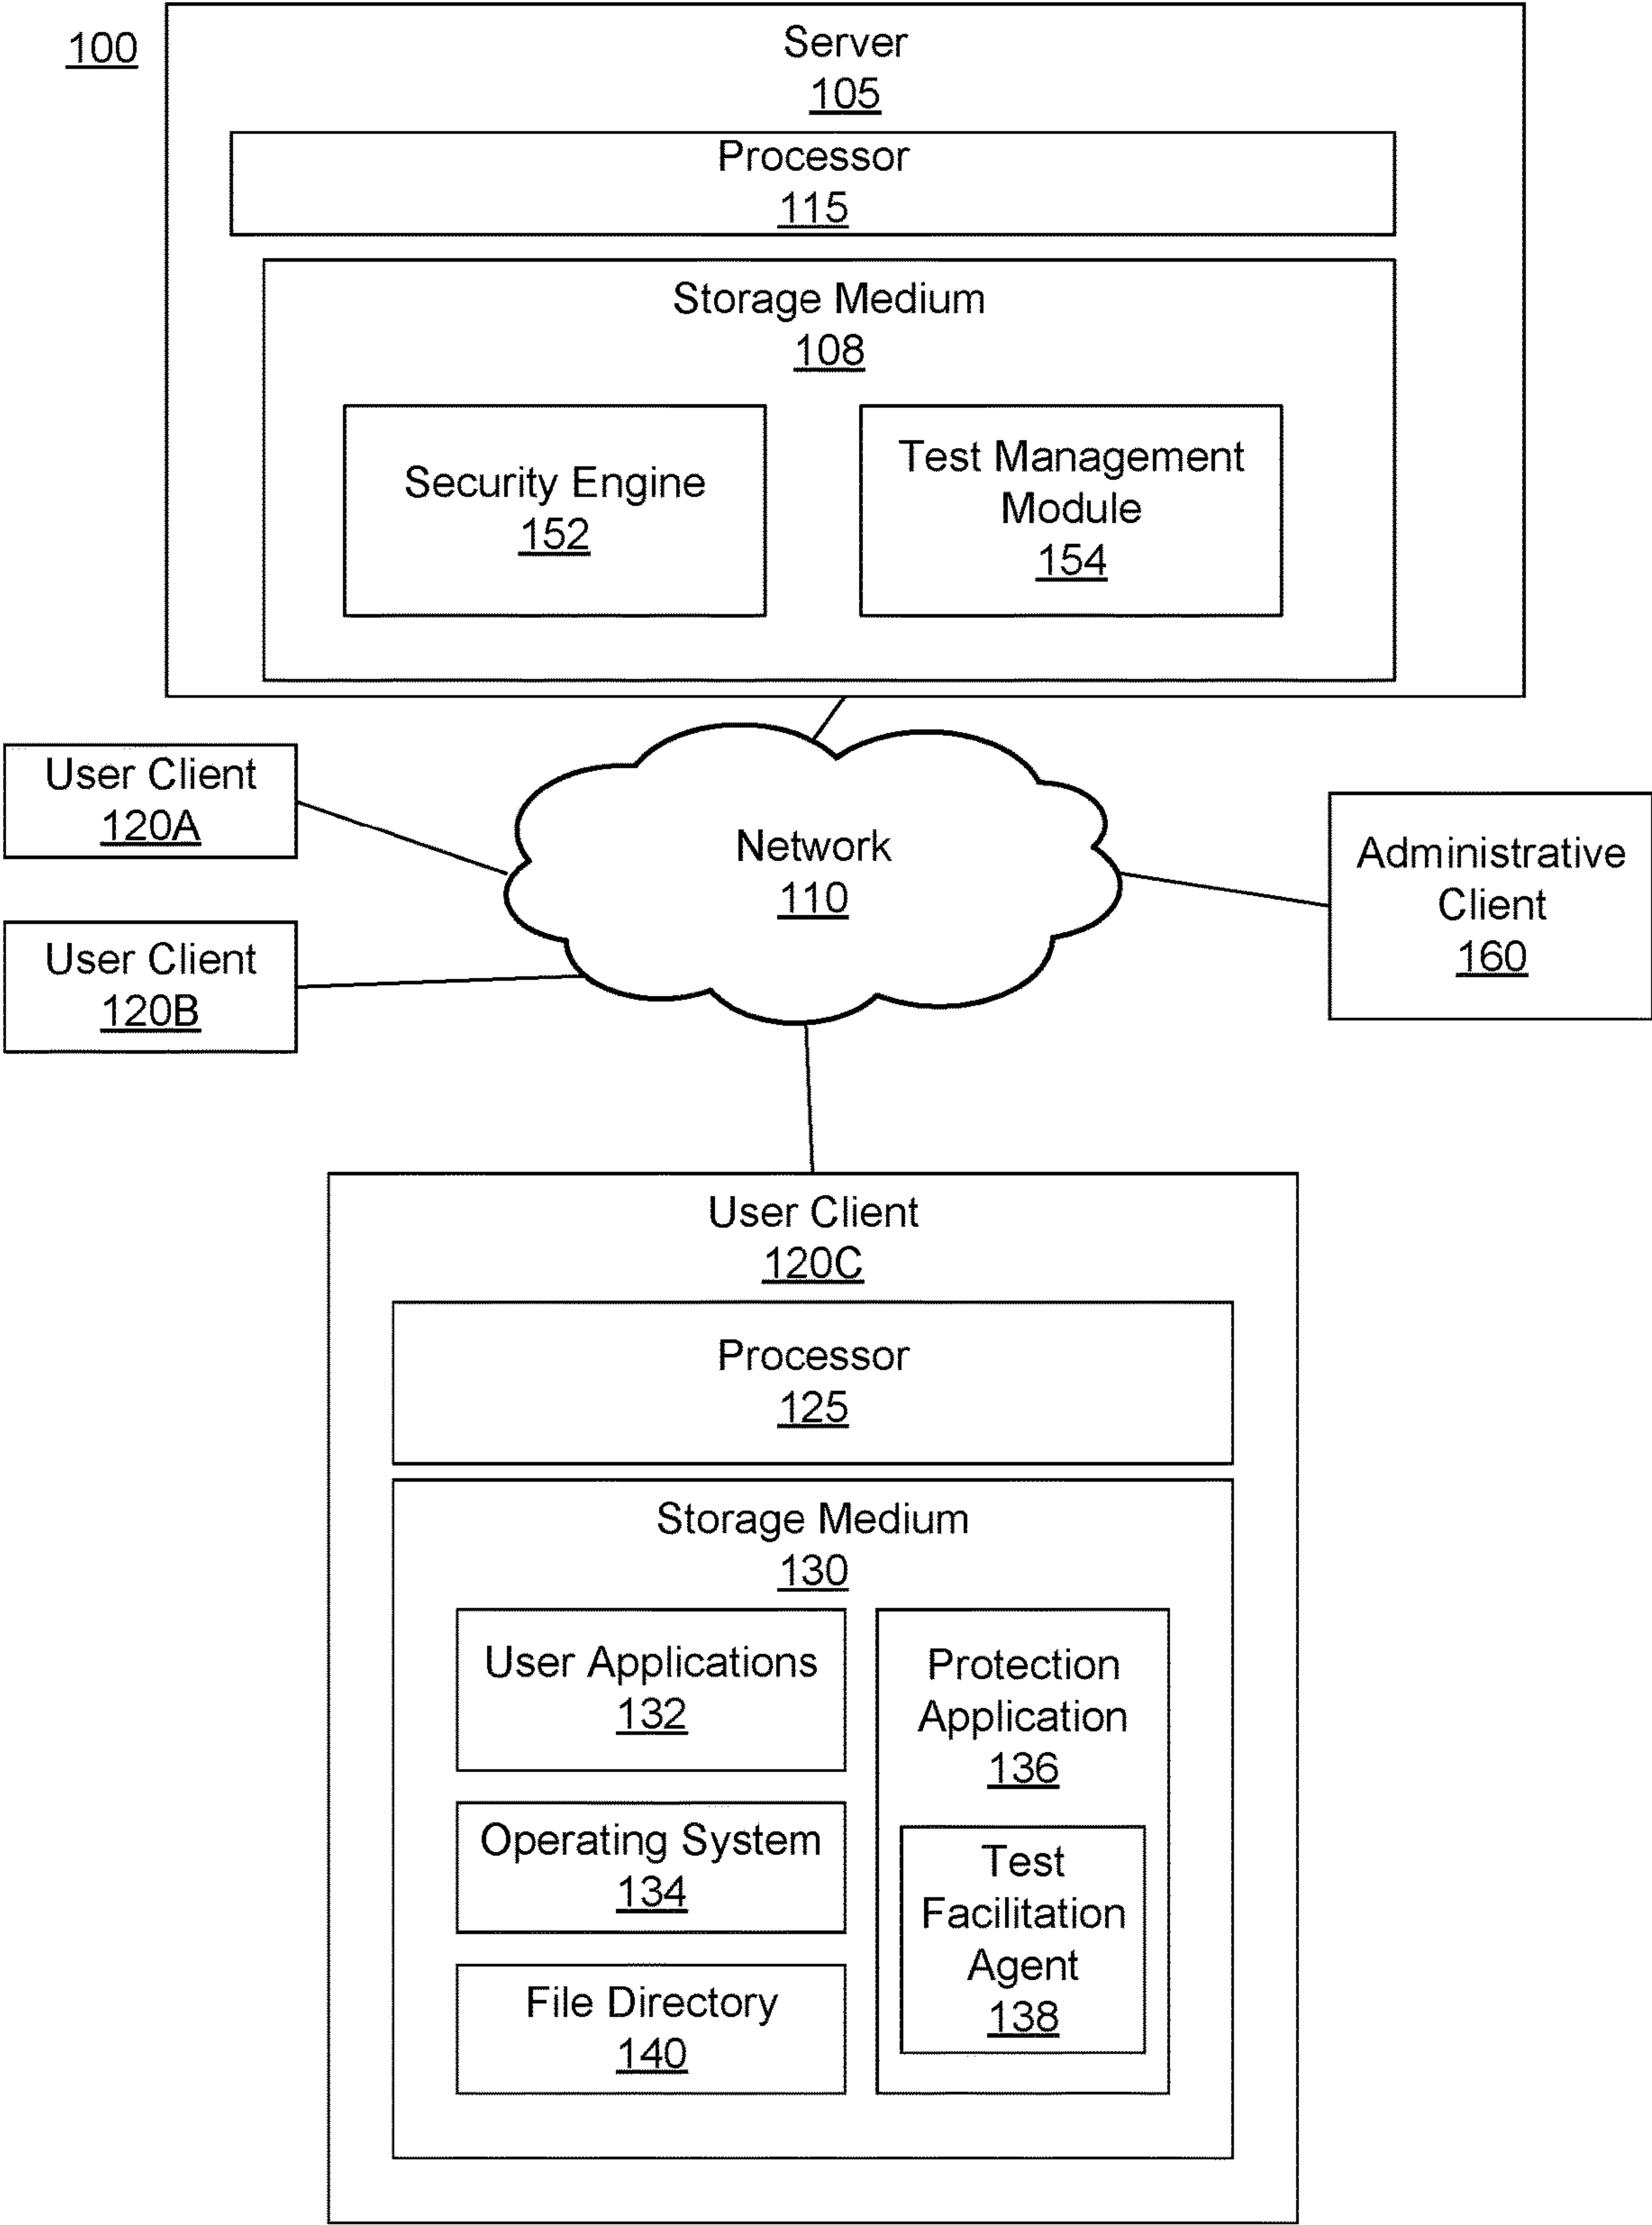 100
Server
105
Processor
115
Storage Medium
108
Security Engine
152
Test Management
Module
154
User Client
120A
User Client
120B
Network
110
Administrative
Client
160
User Client
120C
Processor
125
Storage Medium
130
User Applications
132
Operating System
134
File Directory
140
Protection
Application
136
Test
Facilitation
Agent
138